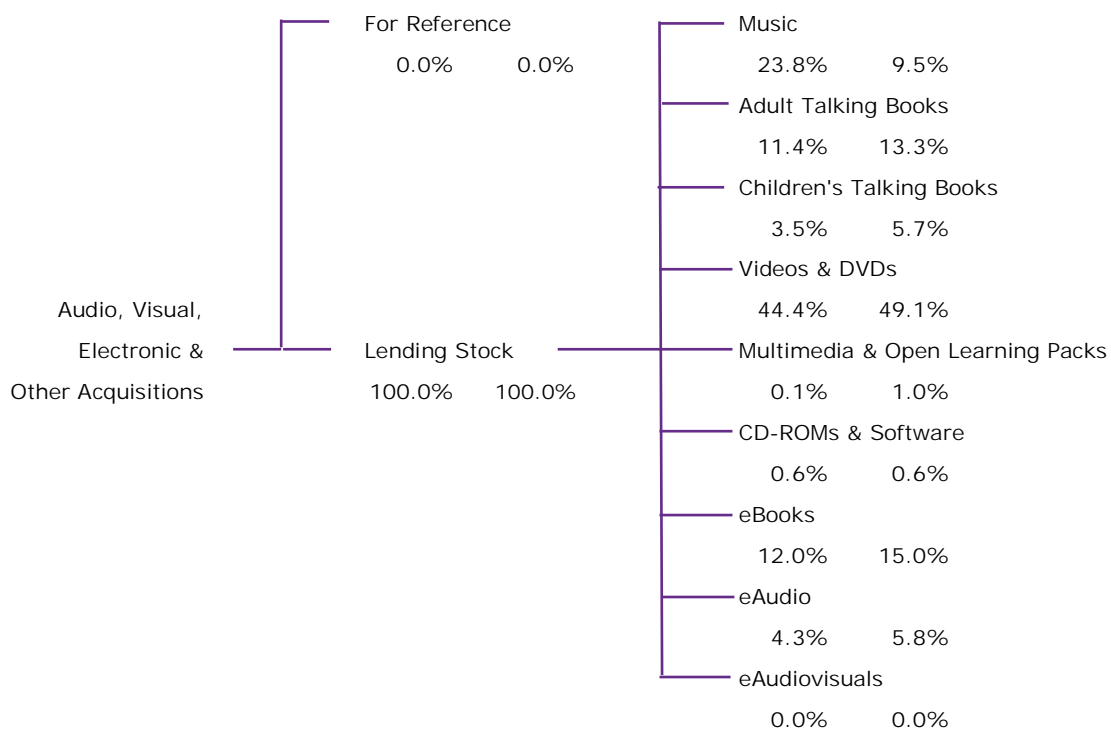 For Reference
0.0% 0.0%
Audio, Visual,
Electronic &
Other Acquisitions
Lending Stock
100.0% 100.0%
Music
23.8% 9.5%
Adult Talking Books
11.4% 13.3%
Children's Talking Books
3.5% 5.7%
Videos & DVDs
44.4% 49.1%
Multimedia & Open Learning Packs
0.1% 1.0%
CD-ROMs & Software
0.6% 0.6%
eBooks
12.0% 15.0%
eAudio
4.3% 5.8%
eAudiovisuals
0.0% 0.0%